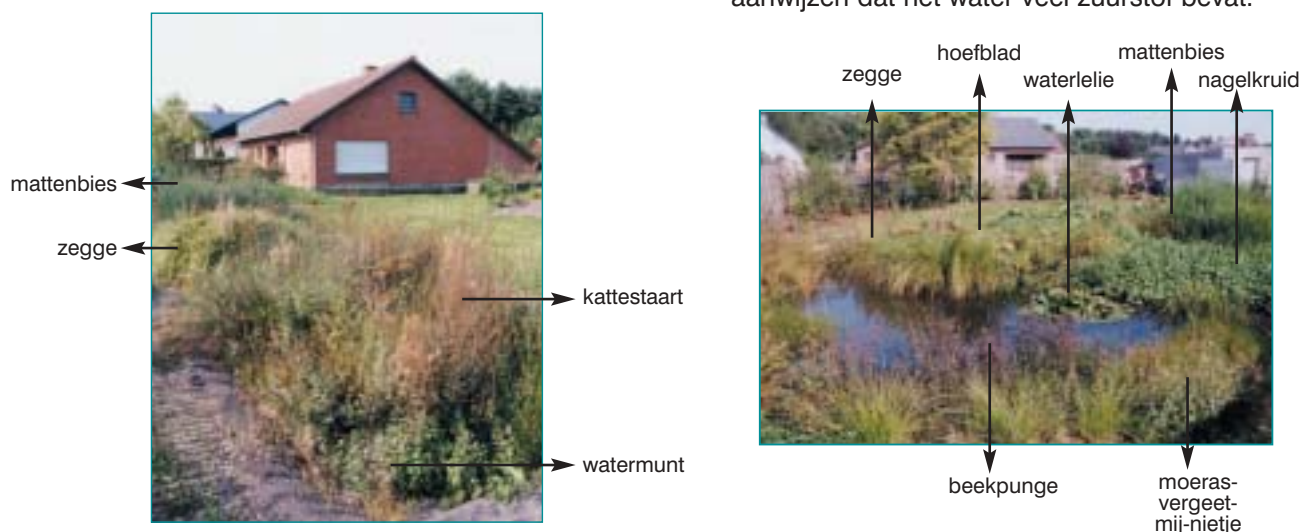 aanwijzen dat het water veel zuurstof bevat.
mattenbies
zegge
kattestaart
watermunt
zegge
hoefblad
waterlelie
mattenbies
nagelkruid
beekpunge
moeras-
vergeet-
mij-nietje